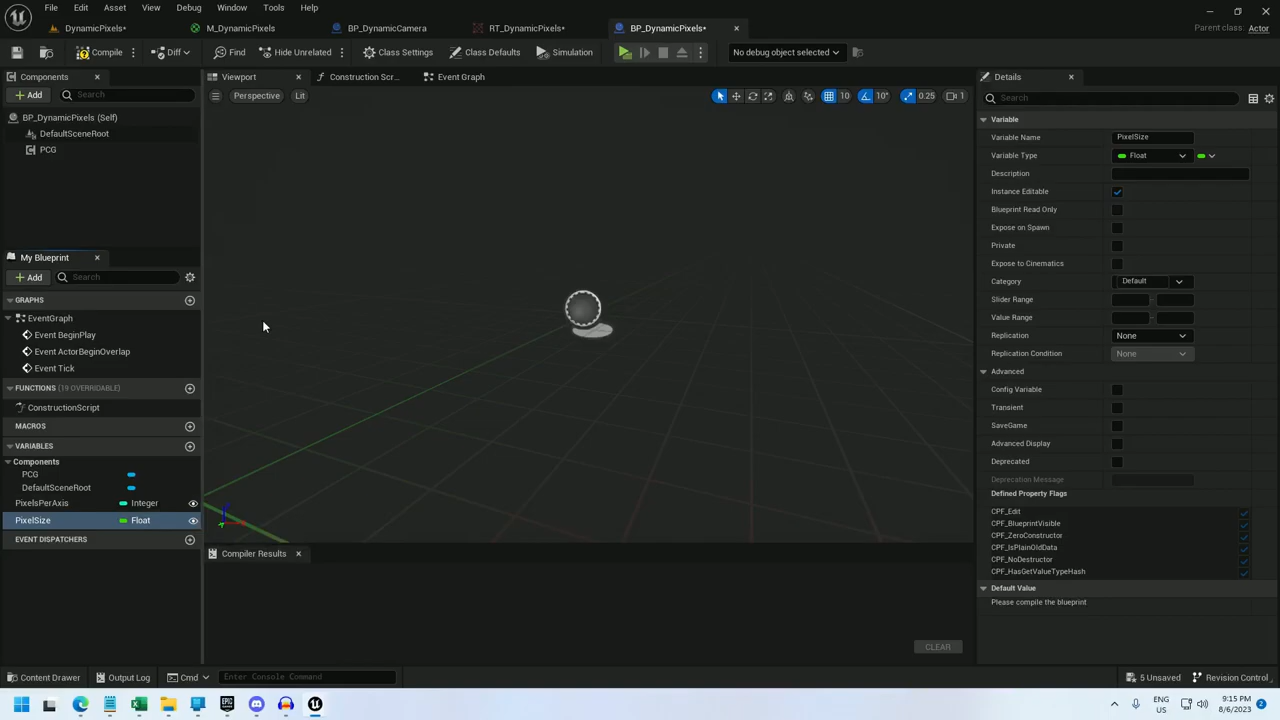 File Edit Asset View Debug Window Tools Help
DynamicPixels* M_DynamicPixels BP_DynamicCamera RT_DynamicPixels* BP_DynamicPixels* Parent class: Actor
Compile Diff Find Hide Unrelated Class Settings Class Defaults Simulation No debug object selected
Components Viewport Construction Scr... Event Graph Details
Add Search Perspective Lit 10 10° 0.25 1 Search
BP_DynamicPixels (Self)
DefaultSceneRoot
PCG
My Blueprint
Add Search
GRAPHS
EventGraph
Event BeginPlay
Event ActorBeginOverlap
Event Tick
FUNCTIONS (19 OVERRIDABLE)
ConstructionScript
MACROS
VARIABLES
Components
PCG
DefaultSceneRoot
PixelsPerAxis Integer
PixelSize Float
EVENT DISPATCHERS
Compiler Results
CLEAR
Variable
Variable Name PixelSize
Variable Type Float
Description
Instance Editable
Blueprint Read Only
Expose on Spawn
Private
Expose to Cinematics
Category Default
Slider Range
Value Range
Replication None
Replication Condition None
Advanced
Config Variable
Transient
SaveGame
Advanced Display
Deprecated
Deprecation Message
Defined Property Flags
CPF_Edit
CPF_BlueprintVisible
CPF_ZeroConstructor
CPF_IsPlainOldData
CPF_NoDestructor
CPF_HasGetValueTypeHash
Default Value
Please compile the blueprint
Content Drawer Output Log Cmd Enter Console Command 5 Unsaved Revision Control
EPIC GAMES ENG US 9:15 PM 8/6/2023 2